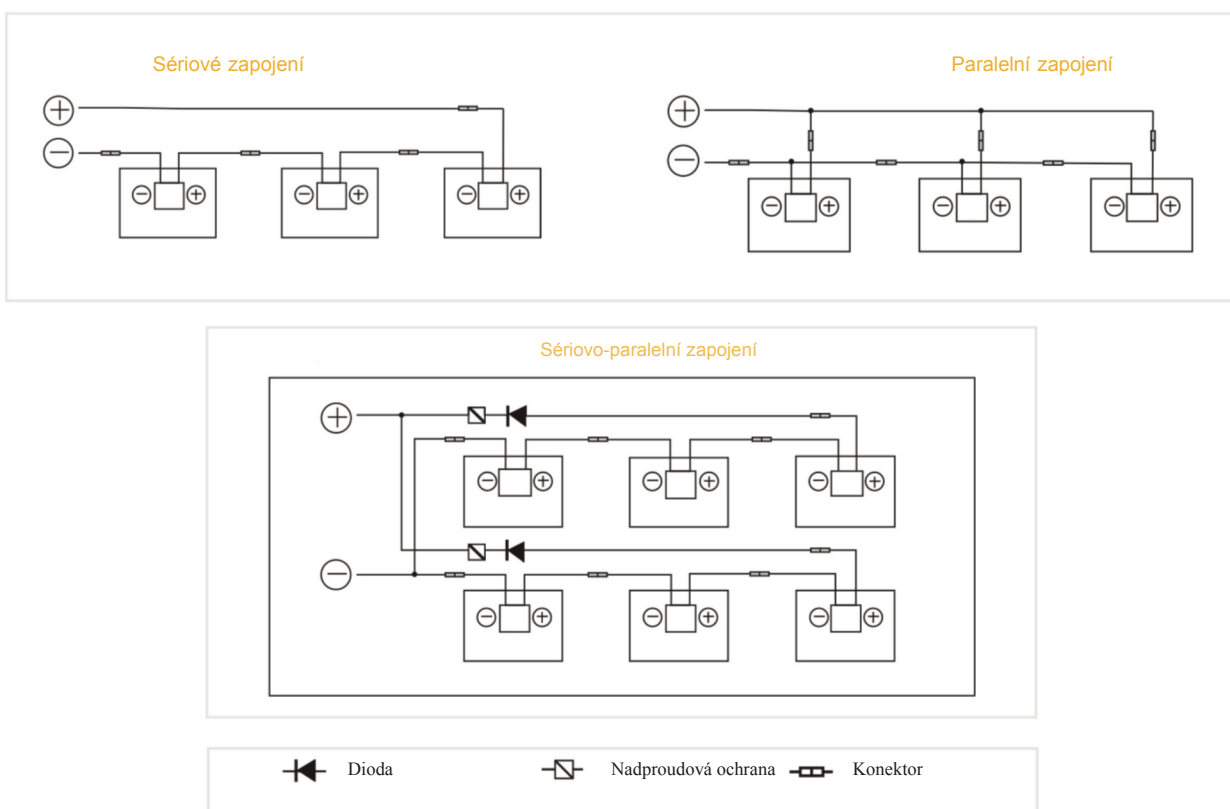 Sériové zapojení
Paralelní zapojení
Sériovo-paralelní zapojení
Dioda
Nadproudová ochrana
Konektor